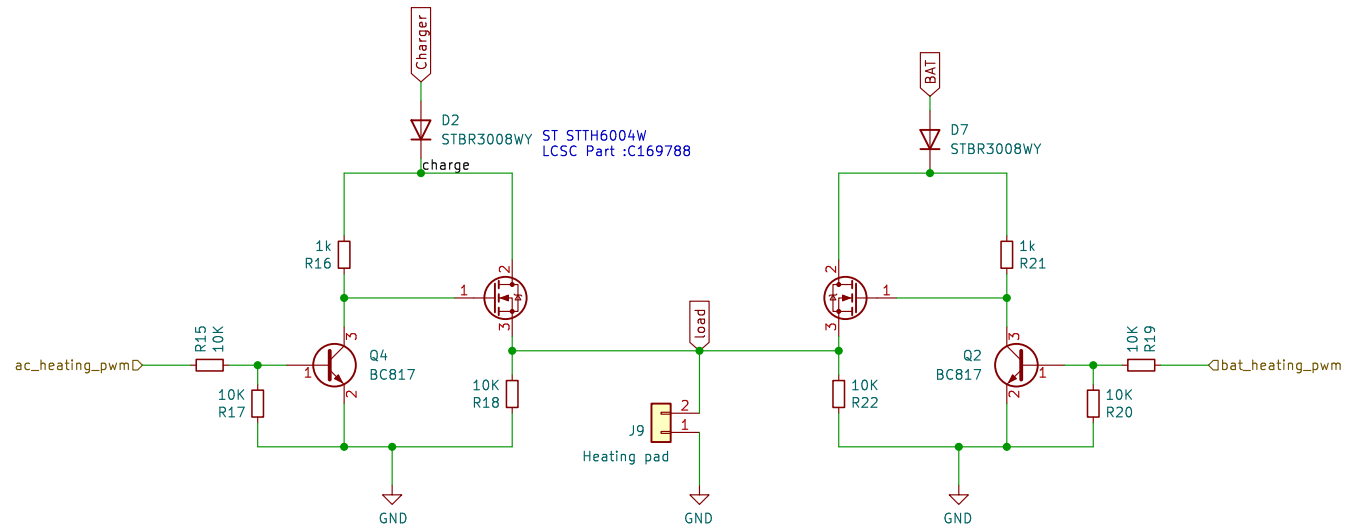 Charger
BAT
D2
STBR3008WY
ST STTH6004W
LCSC Part :C169788
D7
STBR3008WY
charge
1k
R16
2
1
3
2
1
3
1k
R21
load
R15
10K
ac_heating_pwm
1
3
2
Q4
BC817
10K
R17
10K
R18
10K
R22
Q2
BC817
3
1
2
10K
R19
bat_heating_pwm
10K
R20
J9
2
1
Heating pad
GND
GND
GND